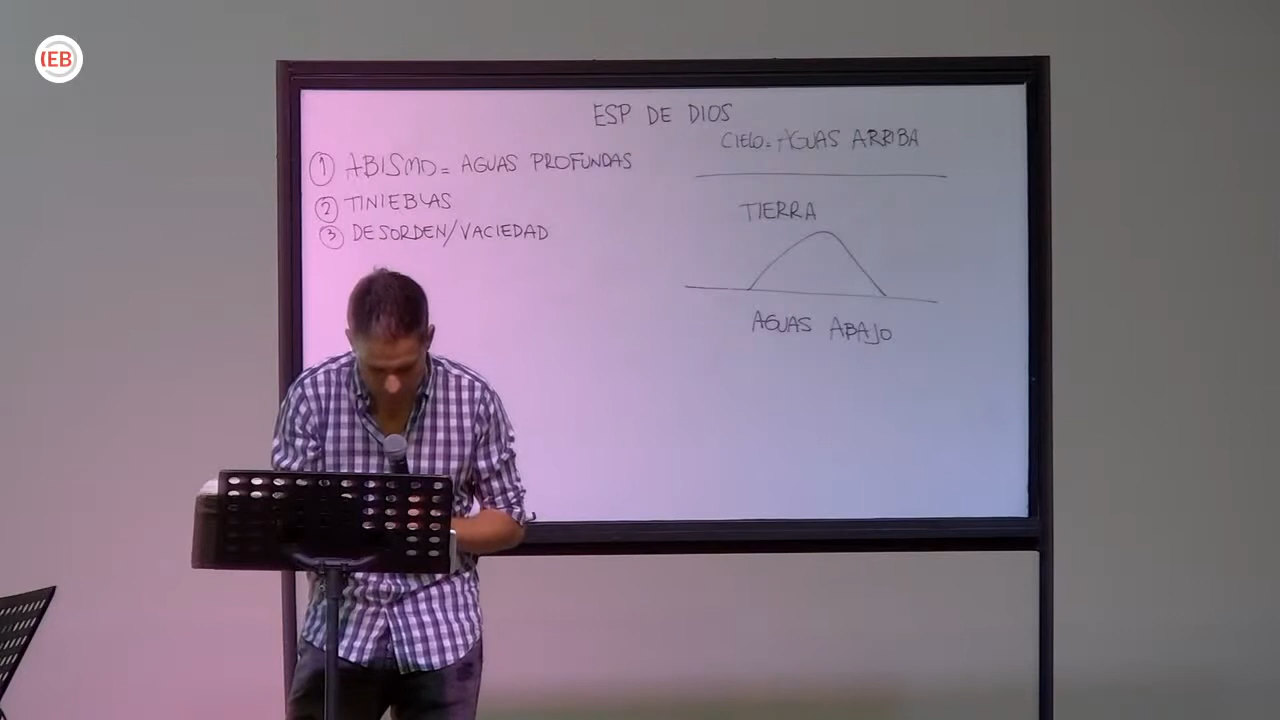 IEB
ESP DE DIOS
① ABISMO = AGUAS PROFUNDAS
② TINIEBLAS
③ DESORDEN/VACIEDAD
CIELO = AGUAS ARRIBA
TIERRA
AGUAS ABAJO